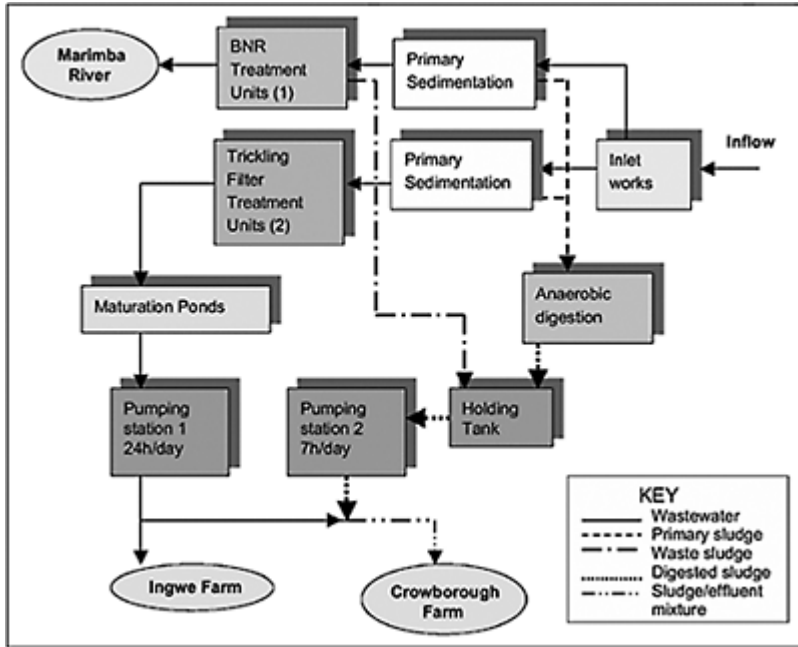 Marimba
River
BNR
Treatment
Units (1)
Primary
Sedimentation
Inflow
Inlet
works
Trickling
Filter
Treatment
Units (2)
Primary
Sedimentation
Maturation Ponds
Anaerobic
digestion
Pumping
station 1
24h/day
Pumping
station 2
7h/day
Holding
Tank
KEY
Wastewater
Primary sludge
Waste sludge
Digested sludge
Sludge/effluent
mixture
Ingwe Farm
Crowborough
Farm